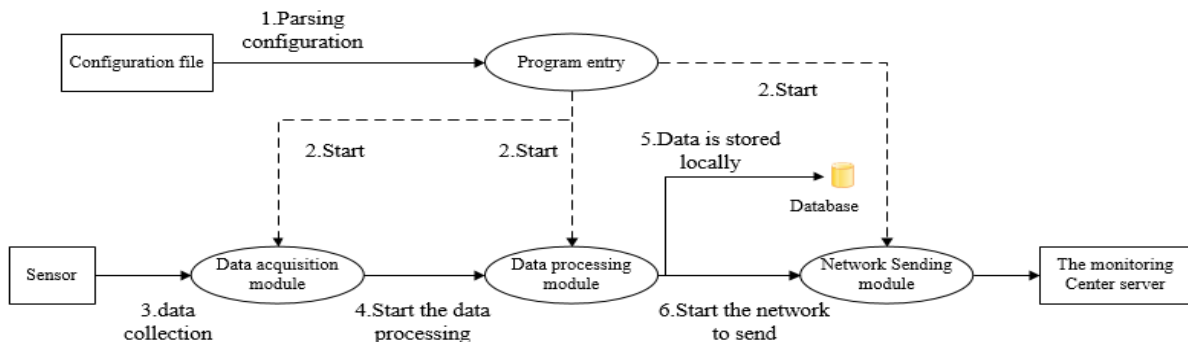 1.Parsing
configuration
Configuration file
Program entry
2.Start
2.Start
2.Start
5.Data is stored
locally
Database
Sensor
Data acquisition
module
Data processing
module
Network Sending
module
The monitoring
Center server
3.data
collection
4.Start the data
processing
6.Start the network
to send